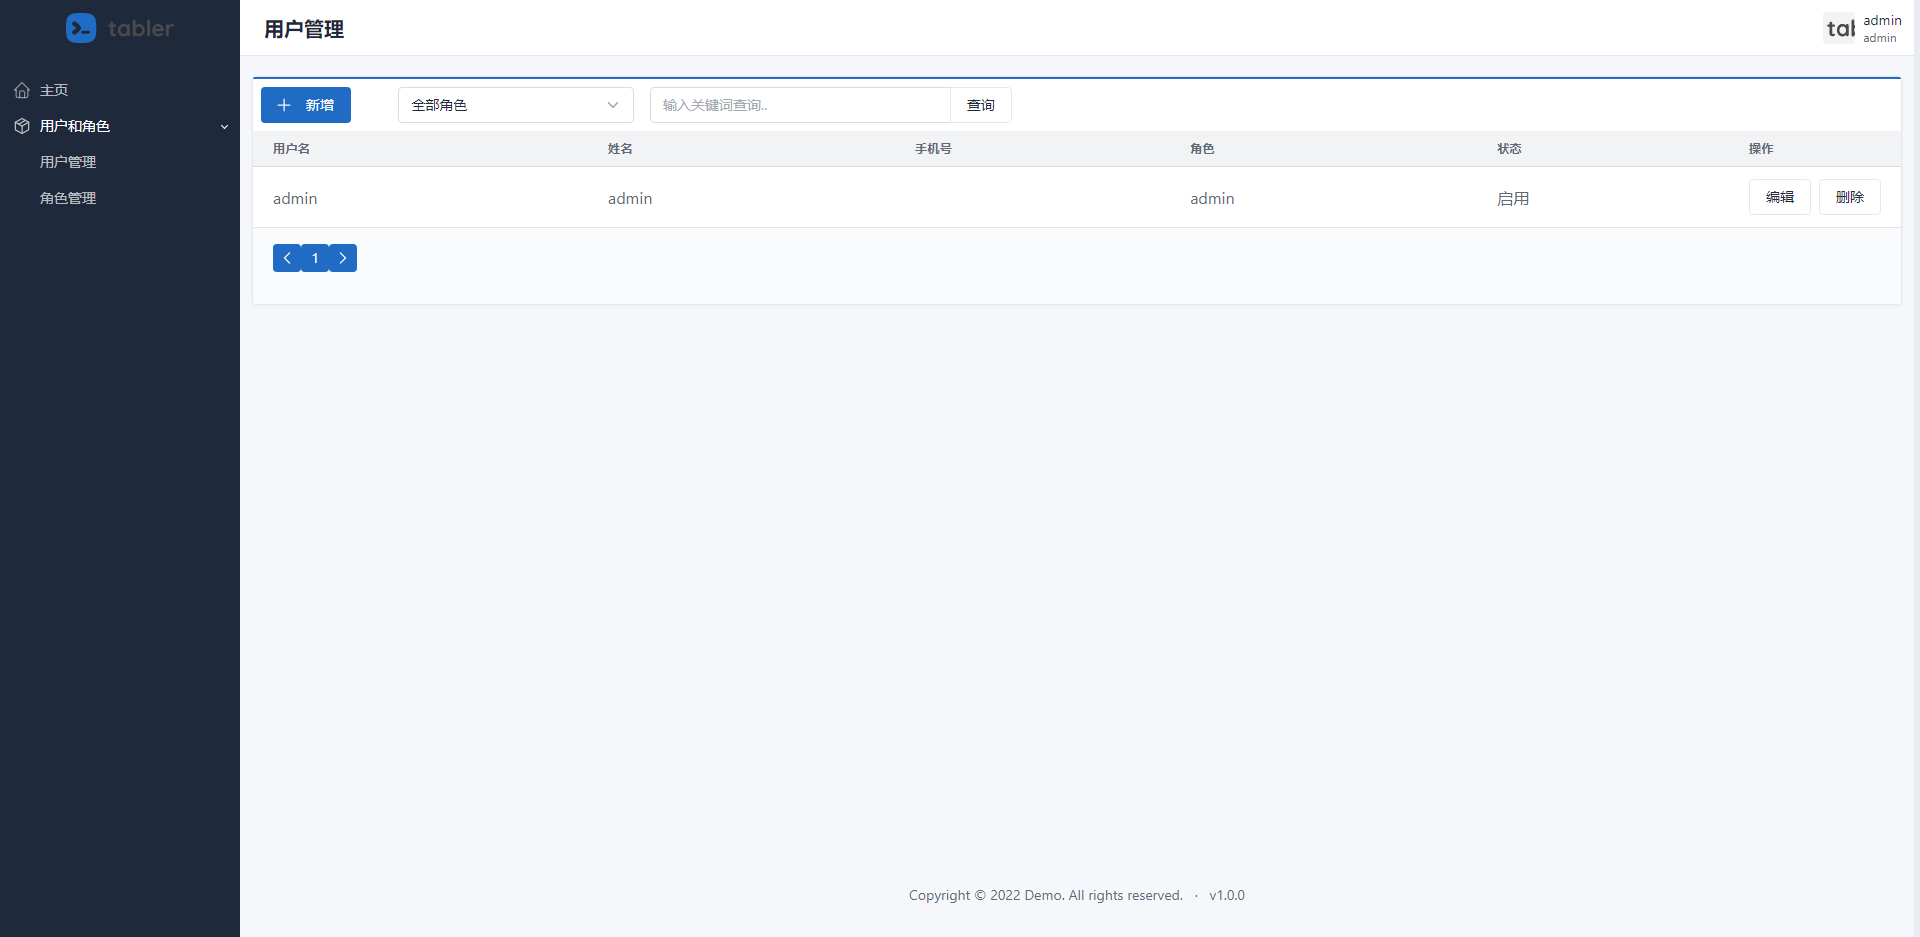 tabler
用户管理
tab
admin
admin
主页
用户和角色
用户管理
角色管理
新增
全部角色
输入关键词查询..
查询
用户名 姓名 手机号 角色 状态 操作
admin admin admin 启用 编辑 删除
1
Copyright © 2022 Demo. All rights reserved. · v1.0.0